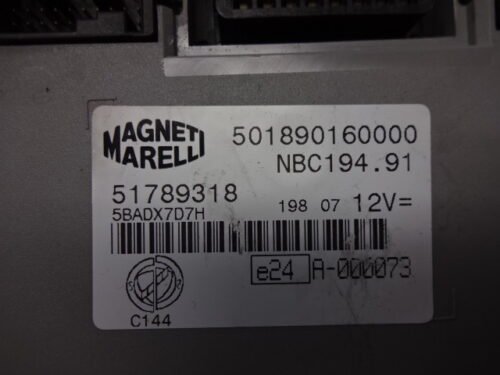 MAGNETI 501890160000
MARELLI NBC194.91
51789318 198 07 12V=
5BADX7D7H
e24 A-000073
C144